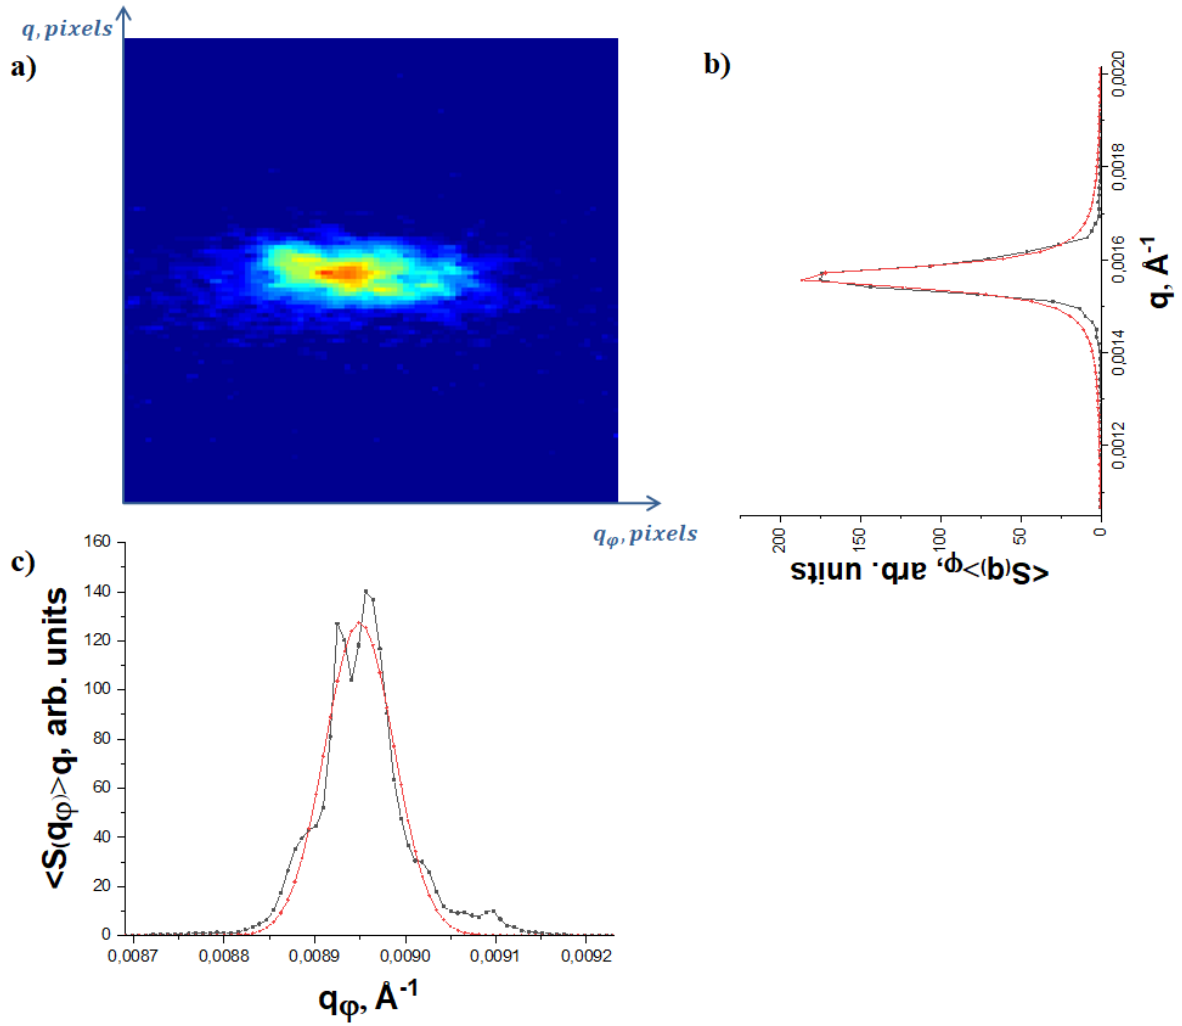 q, pixels
a)
qφ, pixels
b)
0,0020
0,0018
0,0016
0,0014
0,0012
q, Å-1
200
150
100
50
0
<S(q)>φ, arb. units
c)
160
140
120
100
80
60
40
20
0
<S(qφ)>q, arb. units
0,0087
0,0088
0,0089
0,0090
0,0091
0,0092
qφ, Å-1